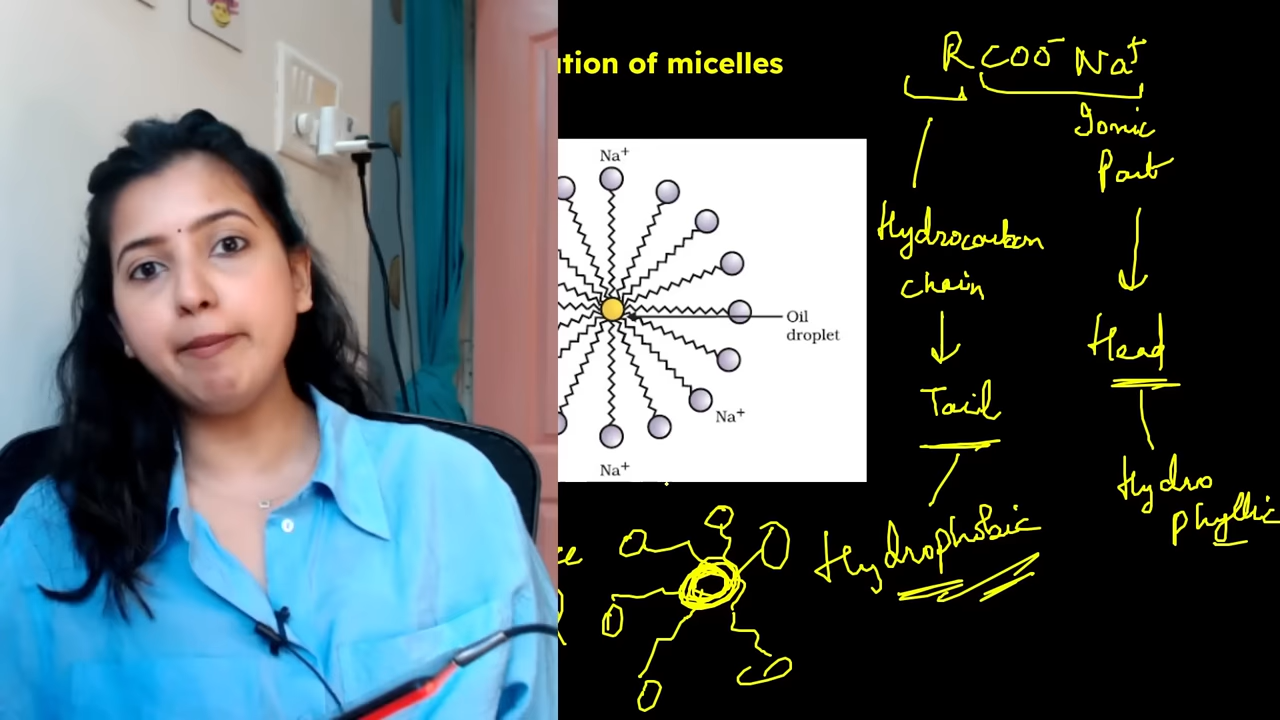 ation of micelles
RCOO⁻Na⁺
Ionic
Part
Hydrocarbon
chain
Head
Tail
Hydro
phyllic
Hydrophobic
Na⁺
Oil
droplet
Na⁺
Na⁺